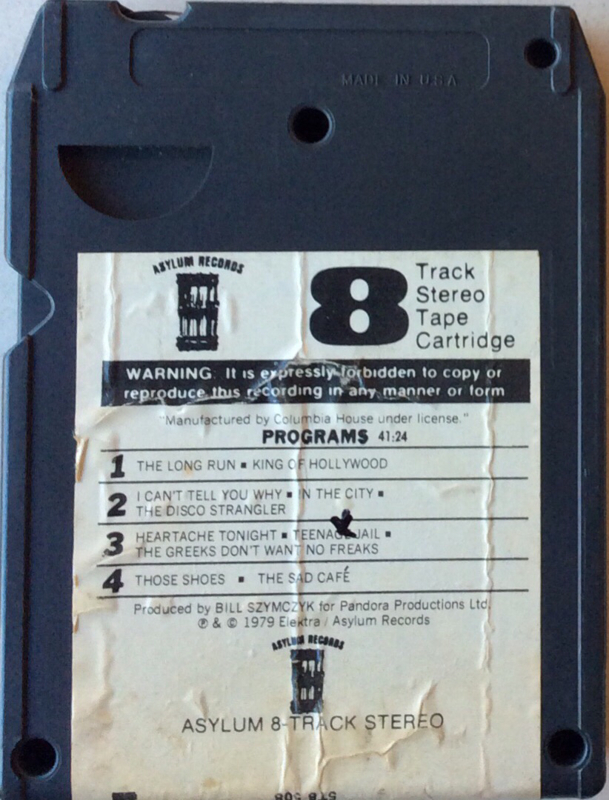 MADE IN U.S.A
ASYLUM RECORDS
8 Track
Stereo
Tape
Cartridge
WARNING: It is expressly forbidden to copy or
reproduce this recording in any manner or form
"Manufactured by Columbia House under license."
PROGRAMS 41:24
1 THE LONG RUN ▪ KING OF HOLLYWOOD
2 I CAN'T TELL YOU WHY ▪ IN THE CITY ▪
THE DISCO STRANGLER
3 HEARTACHE TONIGHT ▪ TEENAGE JAIL ▪
THE GREEKS DON'T WANT NO FREAKS
4 THOSE SHOES ▪ THE SAD CAFÉ
Produced by BILL SZYMCZYK for Pandora Productions Ltd.
℗ & © 1979 Elektra / Asylum Records
ASYLUM RECORDS
ASYLUM 8-TRACK STEREO